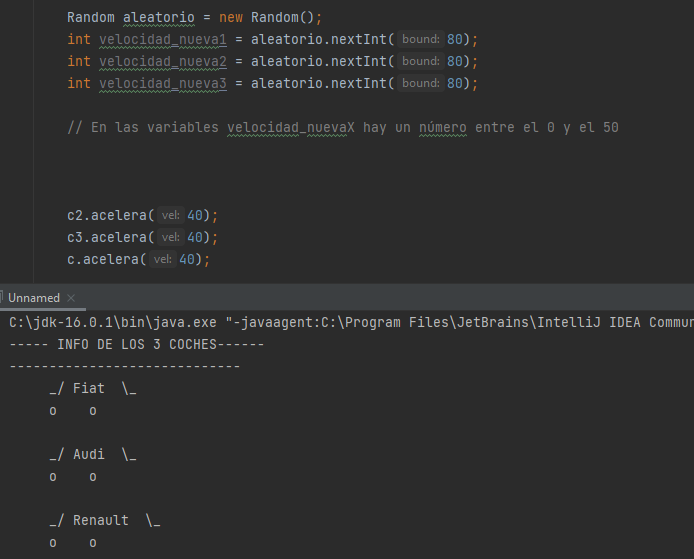 Random aleatorio = new Random();
int velocidad_nueva1 = aleatorio.nextInt( bound: 80);
int velocidad_nueva2 = aleatorio.nextInt( bound: 80);
int velocidad_nueva3 = aleatorio.nextInt( bound: 80);
// En las variables velocidad_nuevaX hay un número entre el 0 y el 50
c2.acelera( vel: 40);
c3.acelera( vel: 40);
c.acelera( vel: 40);
Unnamed ×
C:\jdk-16.0.1\bin\java.exe "-javaagent:C:\Program Files\JetBrains\IntelliJ IDEA Commun
----- INFO DE LOS 3 COCHES------
-----------------------------
_/ Fiat  \_
o    o
_/ Audi  \_
o    o
_/ Renault  \_
o    o